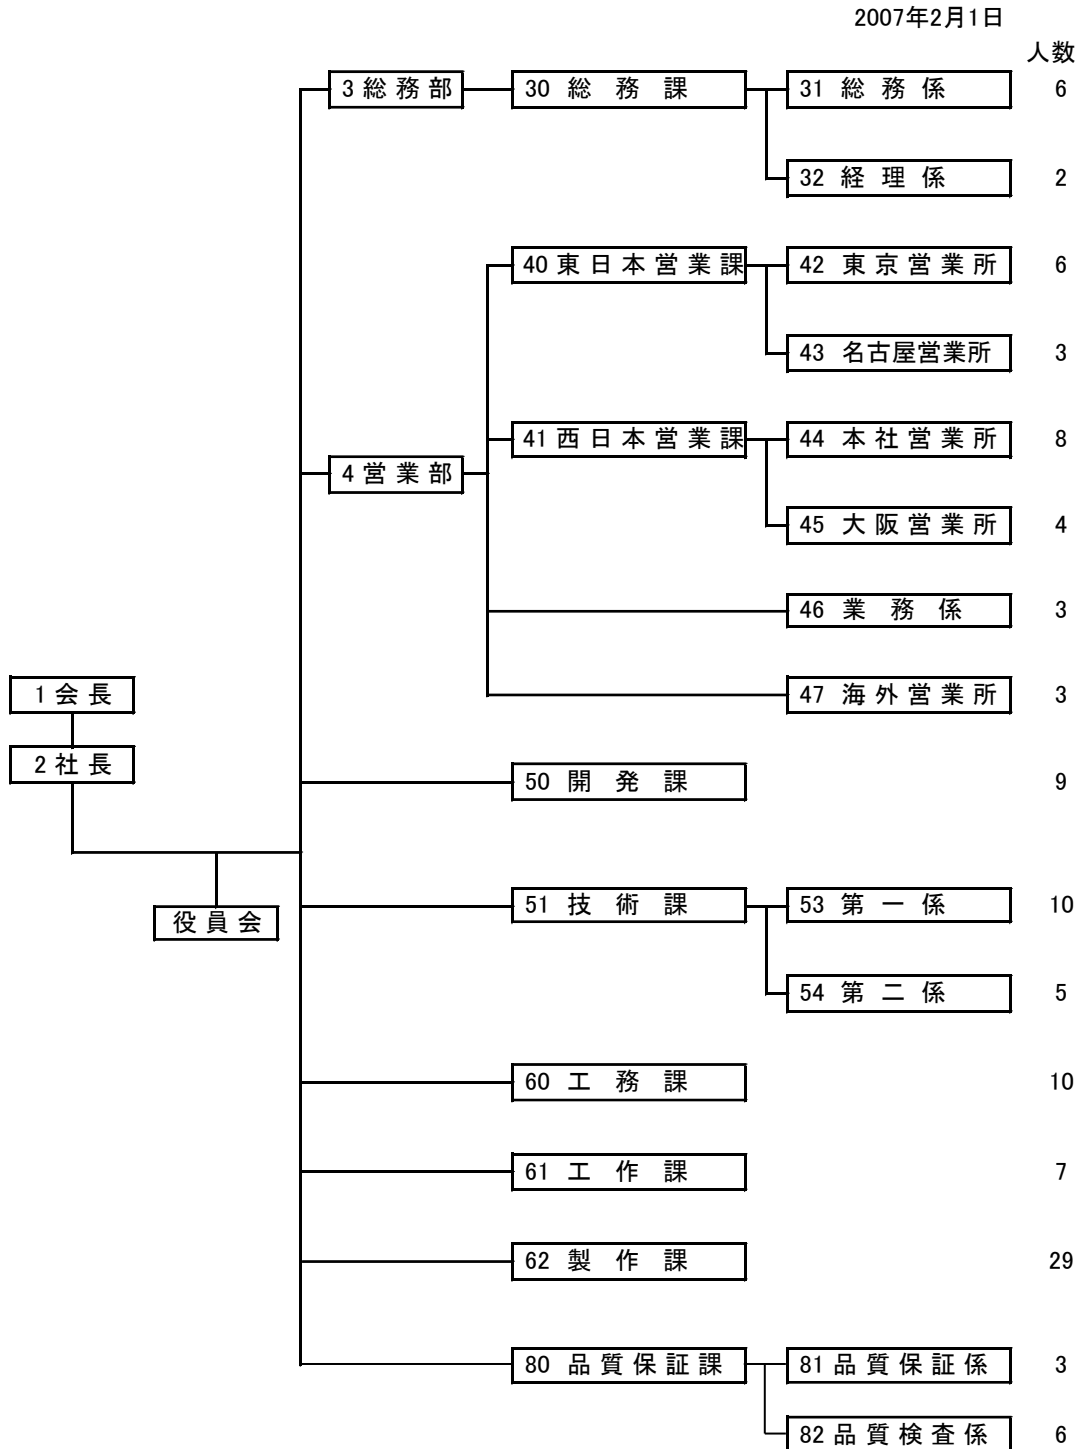 2007年2月1日
人数
3 総務部 30 総務課 31 総務係 6
32 経理係 2
40 東日本営業課 42 東京営業所 6
43 名古屋営業所 3
41 西日本営業課 44 本社営業所 8
4 営業部
45 大阪営業所 4
46 業務係 3
1 会長 47 海外営業所 3
2 社長 50 開発課 9
51 技術課 53 第一係 10
役員会
54 第二係 5
60 工務課 10
61 工作課 7
62 製作課 29
80 品質保証課 81 品質保証係 3
82 品質検査係 6